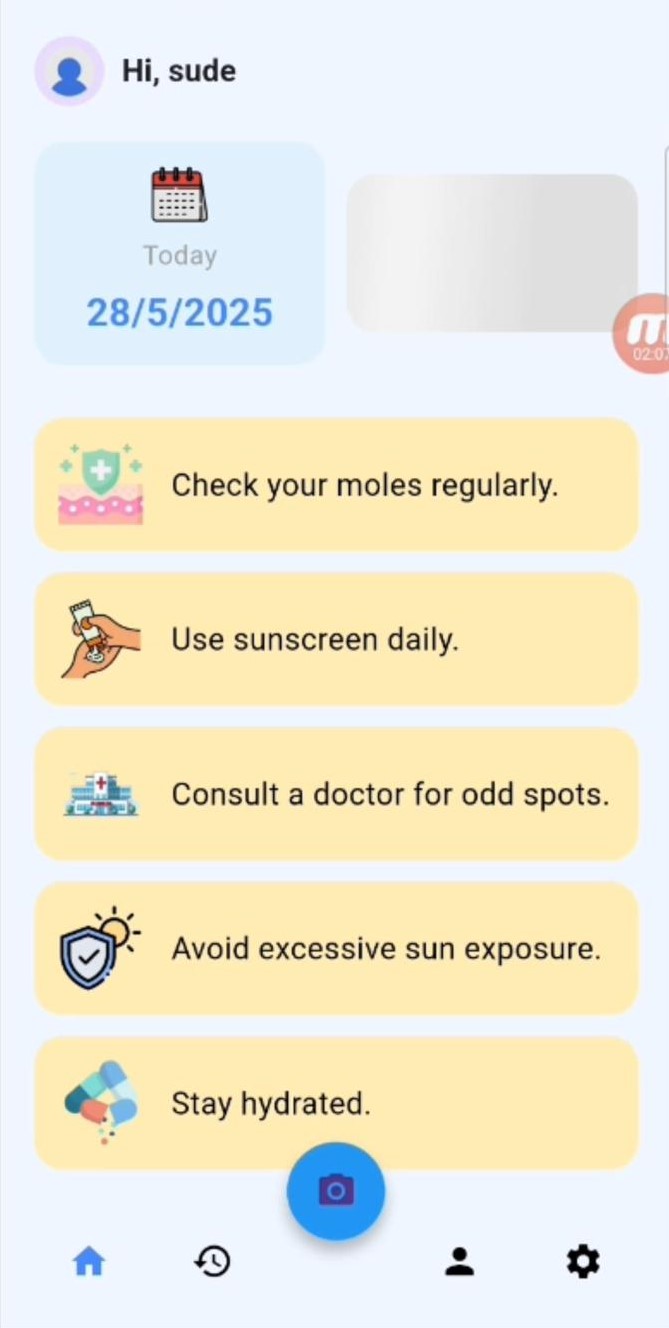 Hi, sude
Today
28/5/2025
02:0
Check your moles regularly.
Use sunscreen daily.
Consult a doctor for odd spots.
Avoid excessive sun exposure.
Stay hydrated.